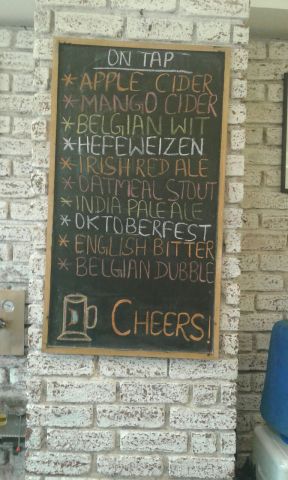 ON TAP
* APPLE CIDER
* MANGO CIDER
* BELGIAN WIT
* HEFEWEIZEN
* IRISH RED ALE
* OATMEAL STOUT
* INDIA PALE ALE
* OKTOBERFEST
* ENGLISH BITTER
* BELGIAN DUBBLE
CHEERS!